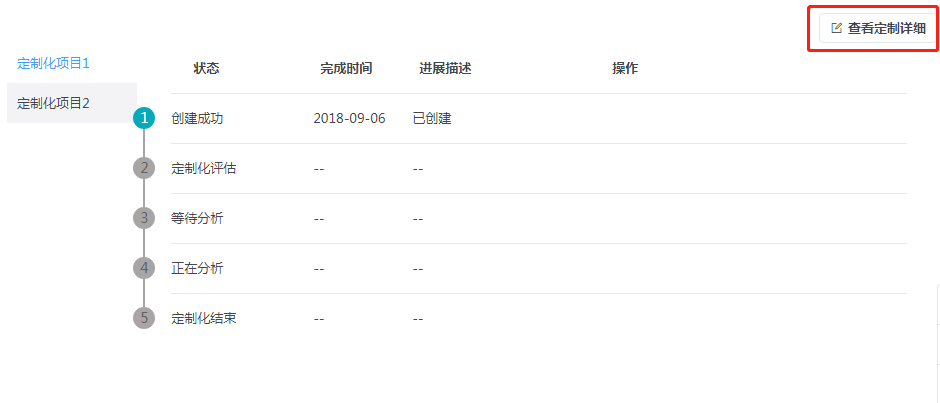 查看定制详细
定制化项目1
定制化项目2
状态 完成时间 进展描述 操作
1 创建成功 2018-09-06 已创建
2 定制化评估 -- --
3 等待分析 -- --
4 正在分析 -- --
5 定制化结束 -- --